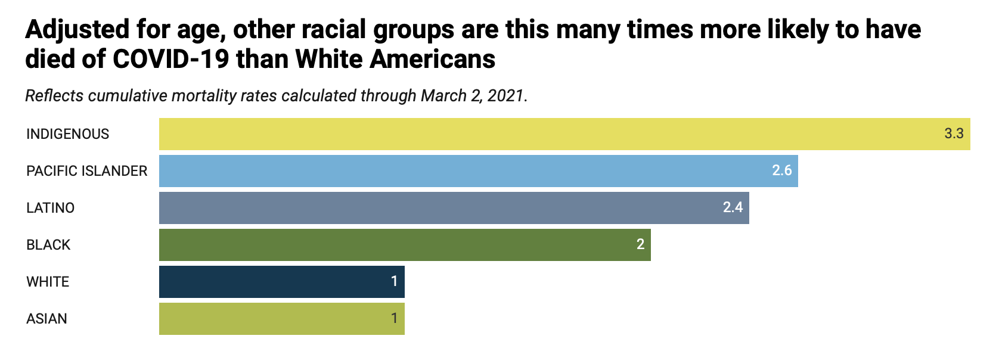 Adjusted for age, other racial groups are this many times more likely to have
died of COVID-19 than White Americans
Reflects cumulative mortality rates calculated through March 2, 2021.
INDIGENOUS 3.3
PACIFIC ISLANDER 2.6
LATINO 2.4
BLACK 2
WHITE 1
ASIAN 1